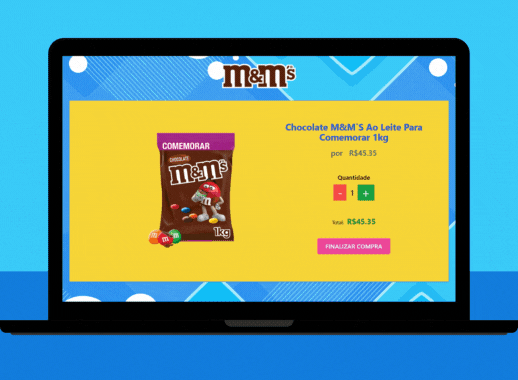 m&m's
Chocolate M&M´S Ao Leite Para
Comemorar 1kg
por R$45.35
Quantidade
- 1 +
total: R$45.35
FINALIZAR COMPRA
COMEMORAR
CHOCOLATE
m&m's
1kg